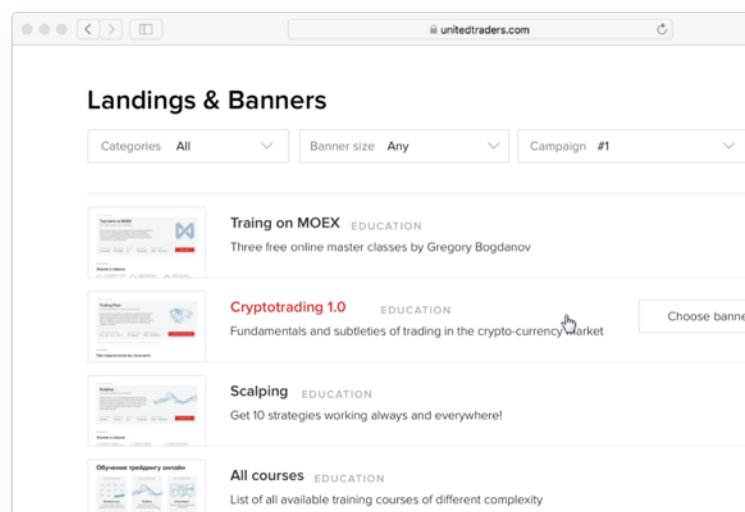 unitedtraders.com
Landings & Banners
Categories All
Banner size Any
Campaign #1
Traing on MOEX EDUCATION
Three free online master classes by Gregory Bogdanov
Cryptotrading 1.0 EDUCATION
Fundamentals and subtleties of trading in the crypto-currency market
Choose banne
Scalping EDUCATION
Get 10 strategies working always and everywhere!
Обучение трейдингу онлайн
All courses EDUCATION
List of all available training courses of different complexity